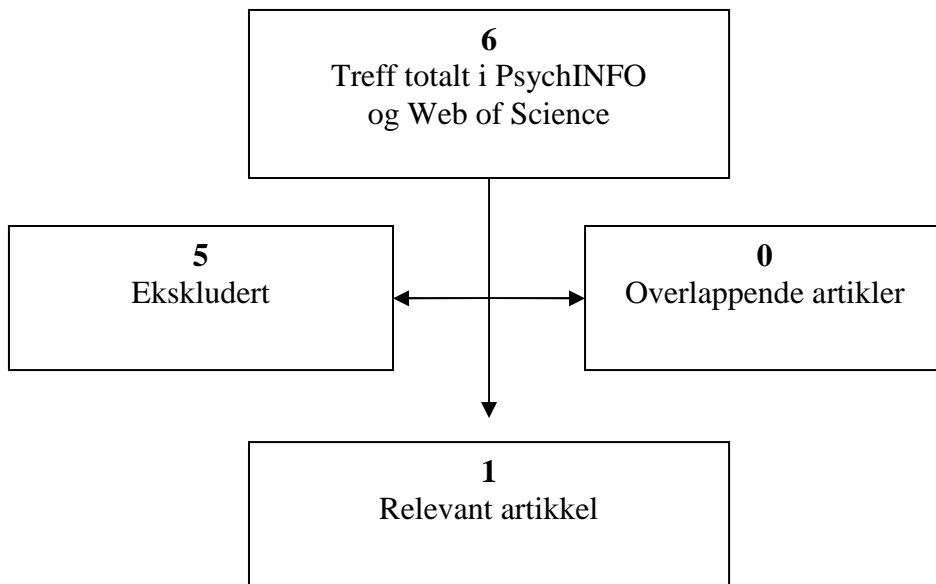 6
Treff totalt i PsychINFO
og Web of Science
5
Ekskludert
0
Overlappende artikler
1
Relevant artikkel